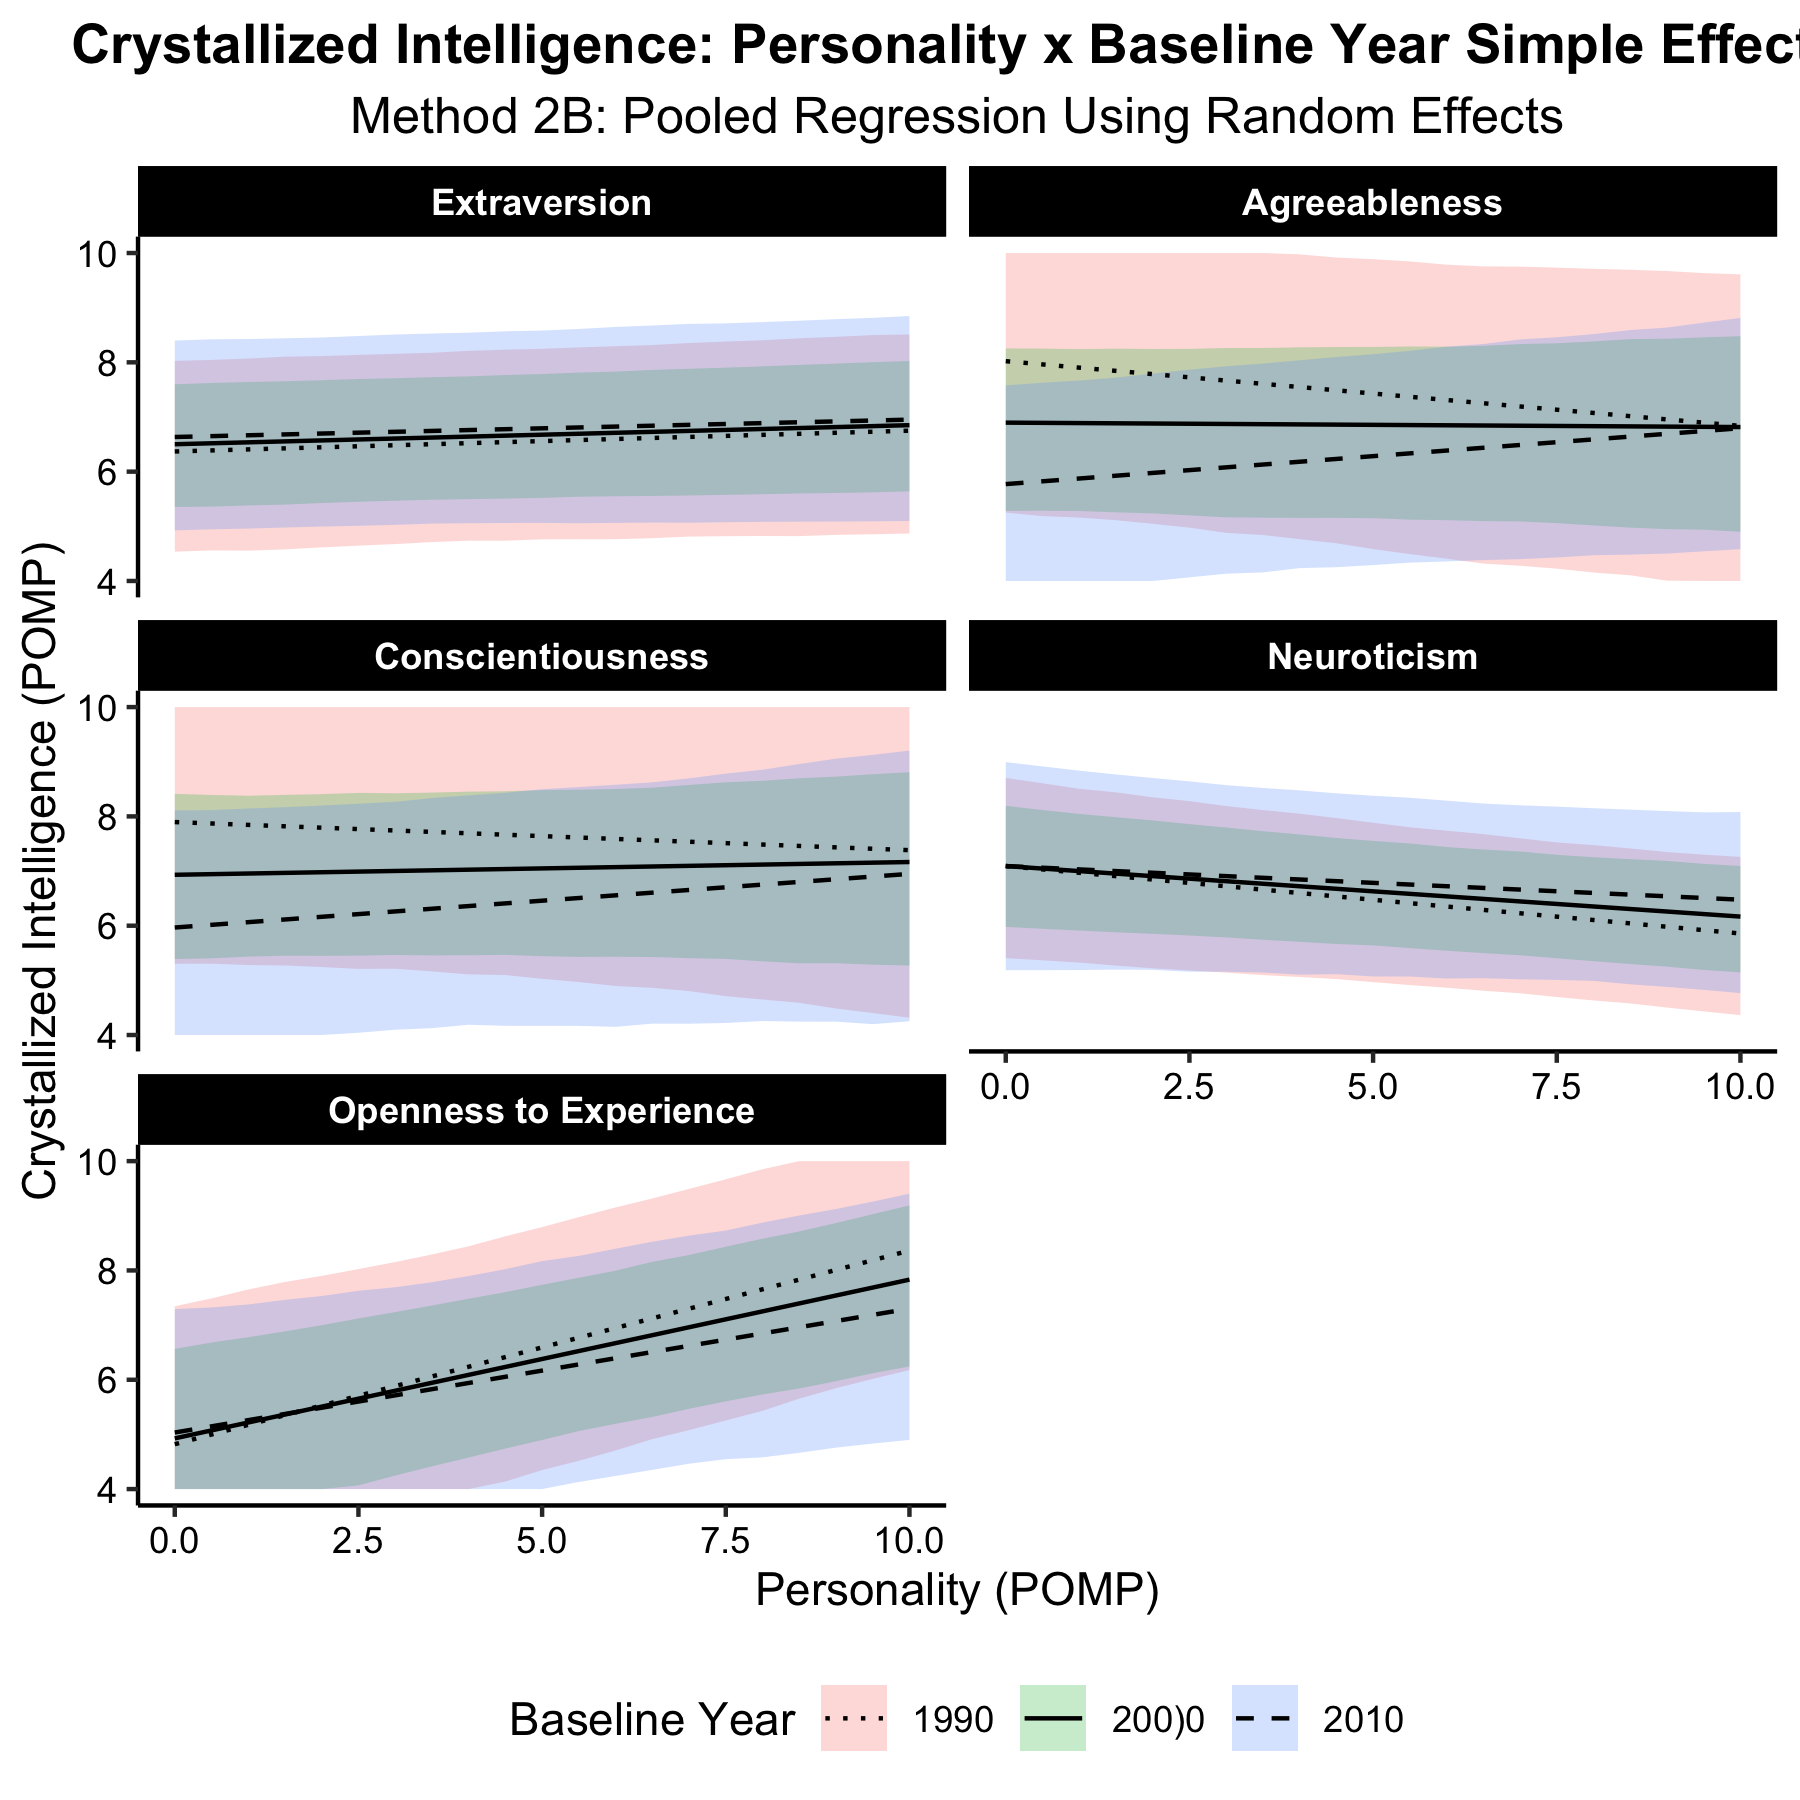 Crystallized Intelligence: Personality x Baseline Year Simple Effect
Method 2B: Pooled Regression Using Random Effects
Extraversion
Agreeableness
10
8
6
4
Conscientiousness
Neuroticism
10
8
6
4
0.0 2.5 5.0 7.5 10.0
Openness to Experience
10
8
6
4
0.0 2.5 5.0 7.5 10.0
Crystallized Intelligence (POMP)
Personality (POMP)
Baseline Year 1990 200)0 2010